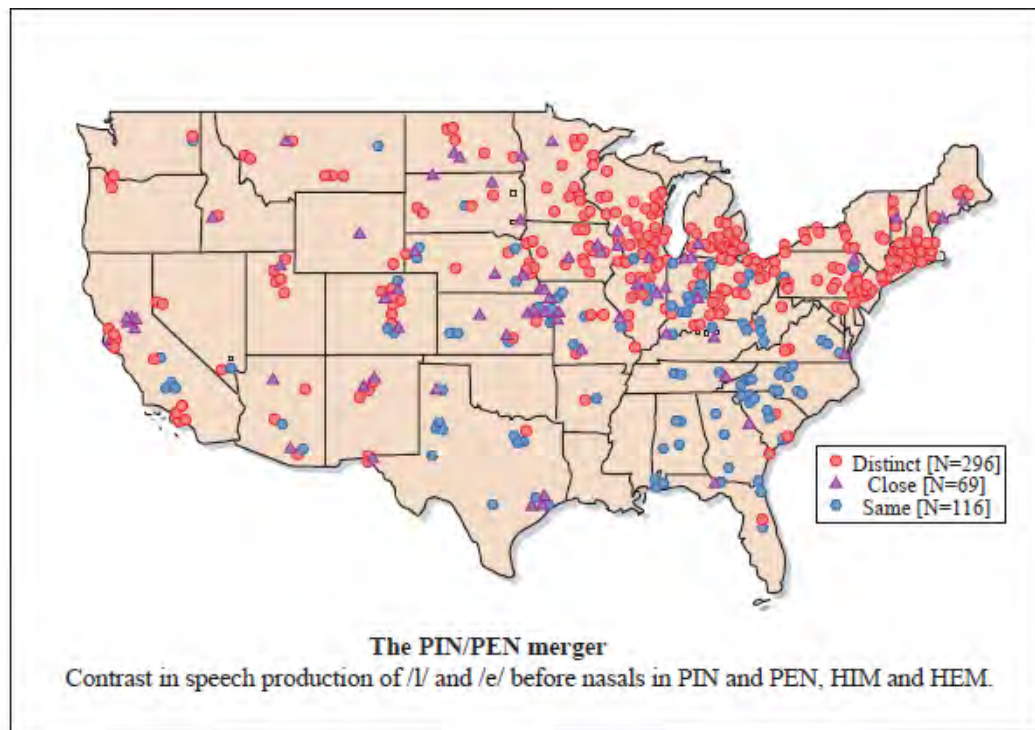 Distinct [N=296]
Close [N=69]
Same [N=116]
The PIN/PEN merger
Contrast in speech production of /l/ and /e/ before nasals in PIN and PEN, HIM and HEM.